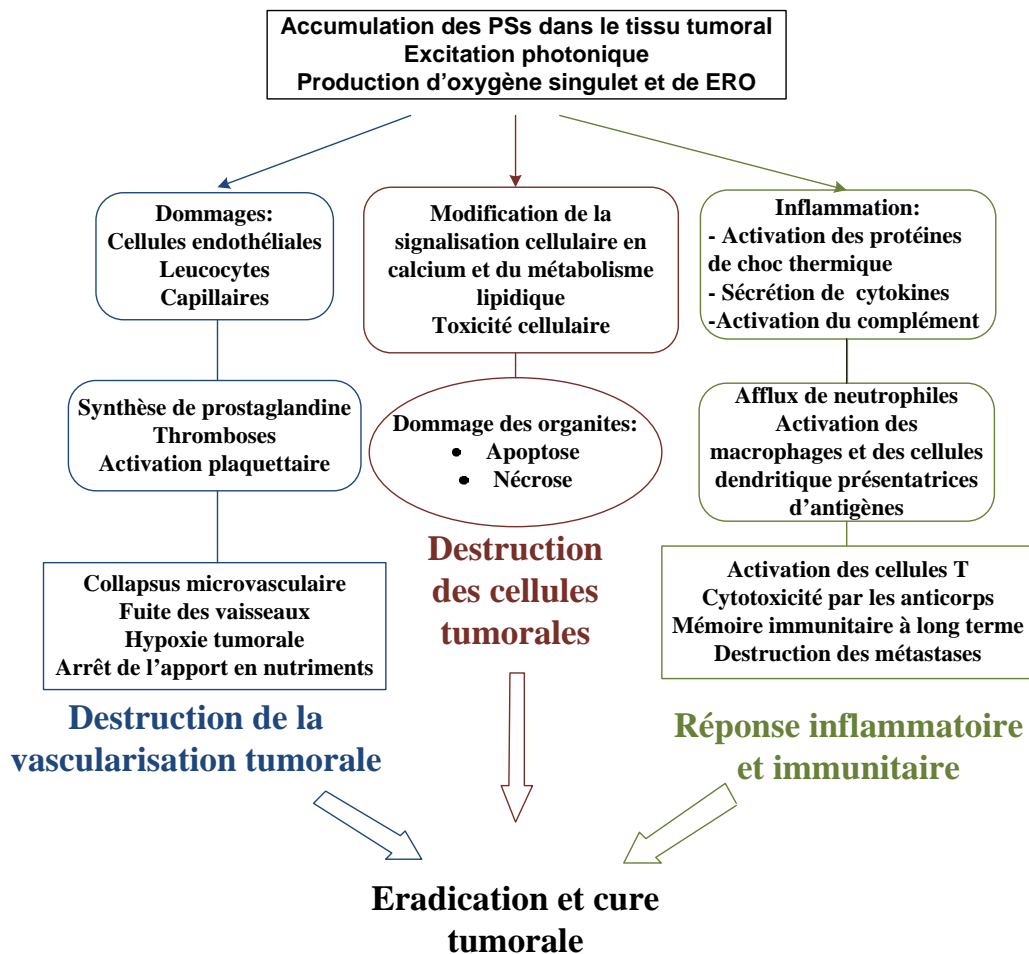 Accumulation des PSs dans le tissu tumoral
Excitation photonique
Production d'oxygène singulet et de ERO
Dommages:
Cellules endothéliales
Leucocytes
Capillaires
Synthèse de prostaglandine
Thromboses
Activation plaquettaire
Collapsus microvasculaire
Fuite des vaisseaux
Hypoxie tumorale
Arrêt de l'apport en nutriments
Destruction de la
vascularisation tumorale
Modification de la
signalisation cellulaire en
calcium et du métabolisme
lipidique
Toxicité cellulaire
Dommage des organites:
• Apoptose
• Nécrose
Destruction
des cellules
tumorales
Inflammation:
- Activation des protéines
de choc thermique
- Sécrétion de cytokines
-Activation du complément
Afflux de neutrophiles
Activation des
macrophages et des cellules
dendritique présentatrices
d'antigènes
Activation des cellules T
Cytotoxicité par les anticorps
Mémoire immunitaire à long terme
Destruction des métastases
Réponse inflammatoire
et immunitaire
Eradication et cure
tumorale